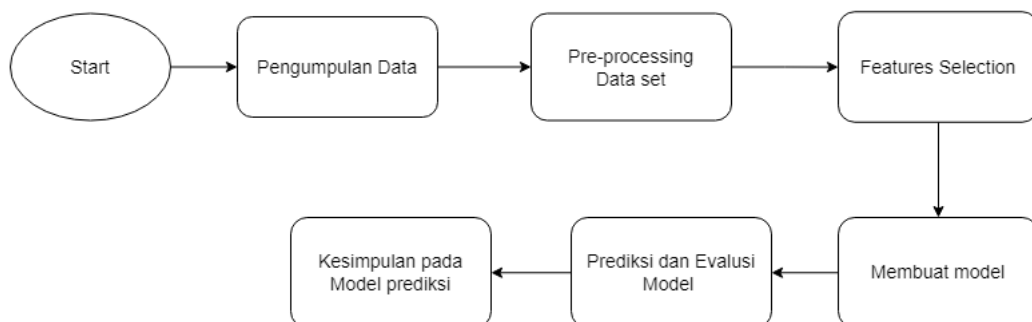 Start
Pengumpulan Data
Pre-processing
Data set
Features Selection
Membuat model
Prediksi dan Evalusi
Model
Kesimpulan pada
Model prediksi